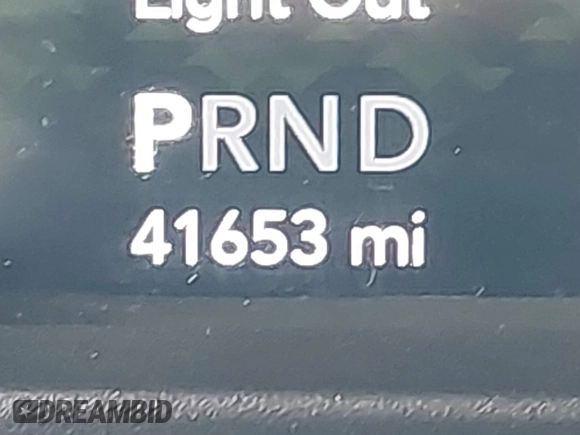 Light Out
PRND
41653 mi
DREAMBID